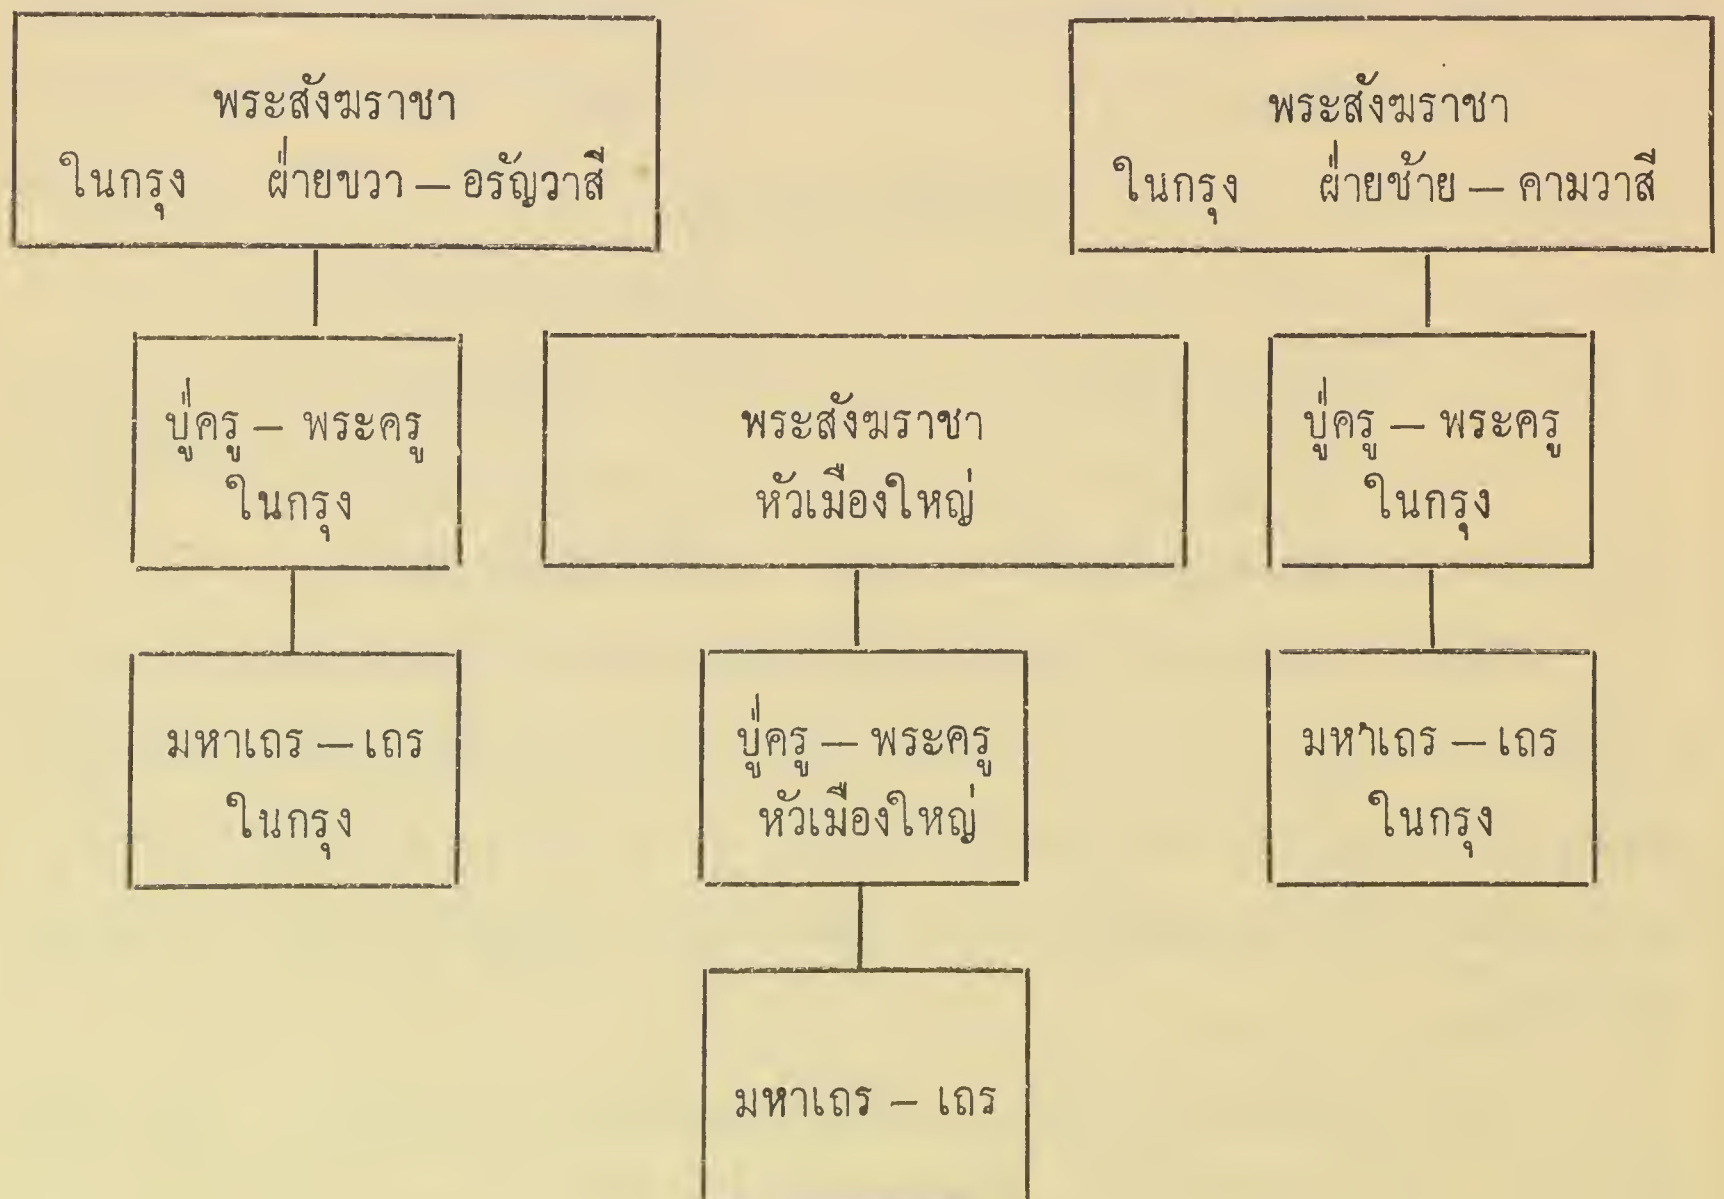 พระสังฆราชา
ในกรุง ฝ่ายขวา — อรัญวาสี
พระสังฆราชา
ในกรุง ฝ่ายซ้าย — คามวาสี
ปู่ครู — พระครู
ในกรุง
พระสังฆราชา
หัวเมืองใหญ่
ปู่ครู — พระครู
ในกรุง
มหาเถร — เถร
ในกรุง
ปู่ครู — พระครู
หัวเมืองใหญ่
มหาเถร — เถร
ในกรุง
มหาเถร — เถร